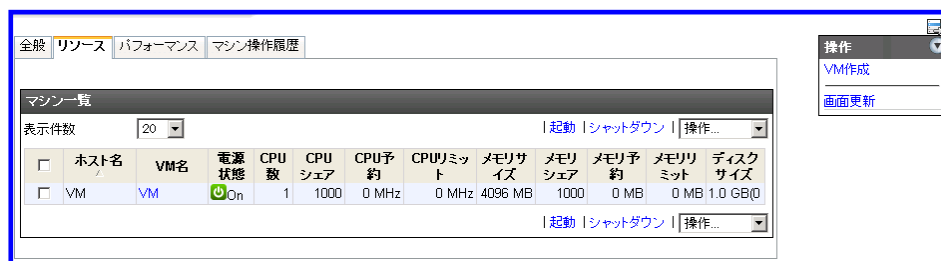 全般 リソース パフォーマンス マシン操作履歴
操作
VM作成
画面更新
マシン一覧
表示件数 20 | 起動 | シャットダウン | 操作...
ホスト名 VM名 電源状態 CPU数 CPUシェア CPU予約 CPUリミット メモリサイズ メモリシェア メモリ予約 メモリリミット ディスクサイズ
VM VM On 1 1000 0 MHz 0 MHz 4096 MB 1000 0 MB 0 MB 1.0 GB(0
| 起動 | シャットダウン | 操作...